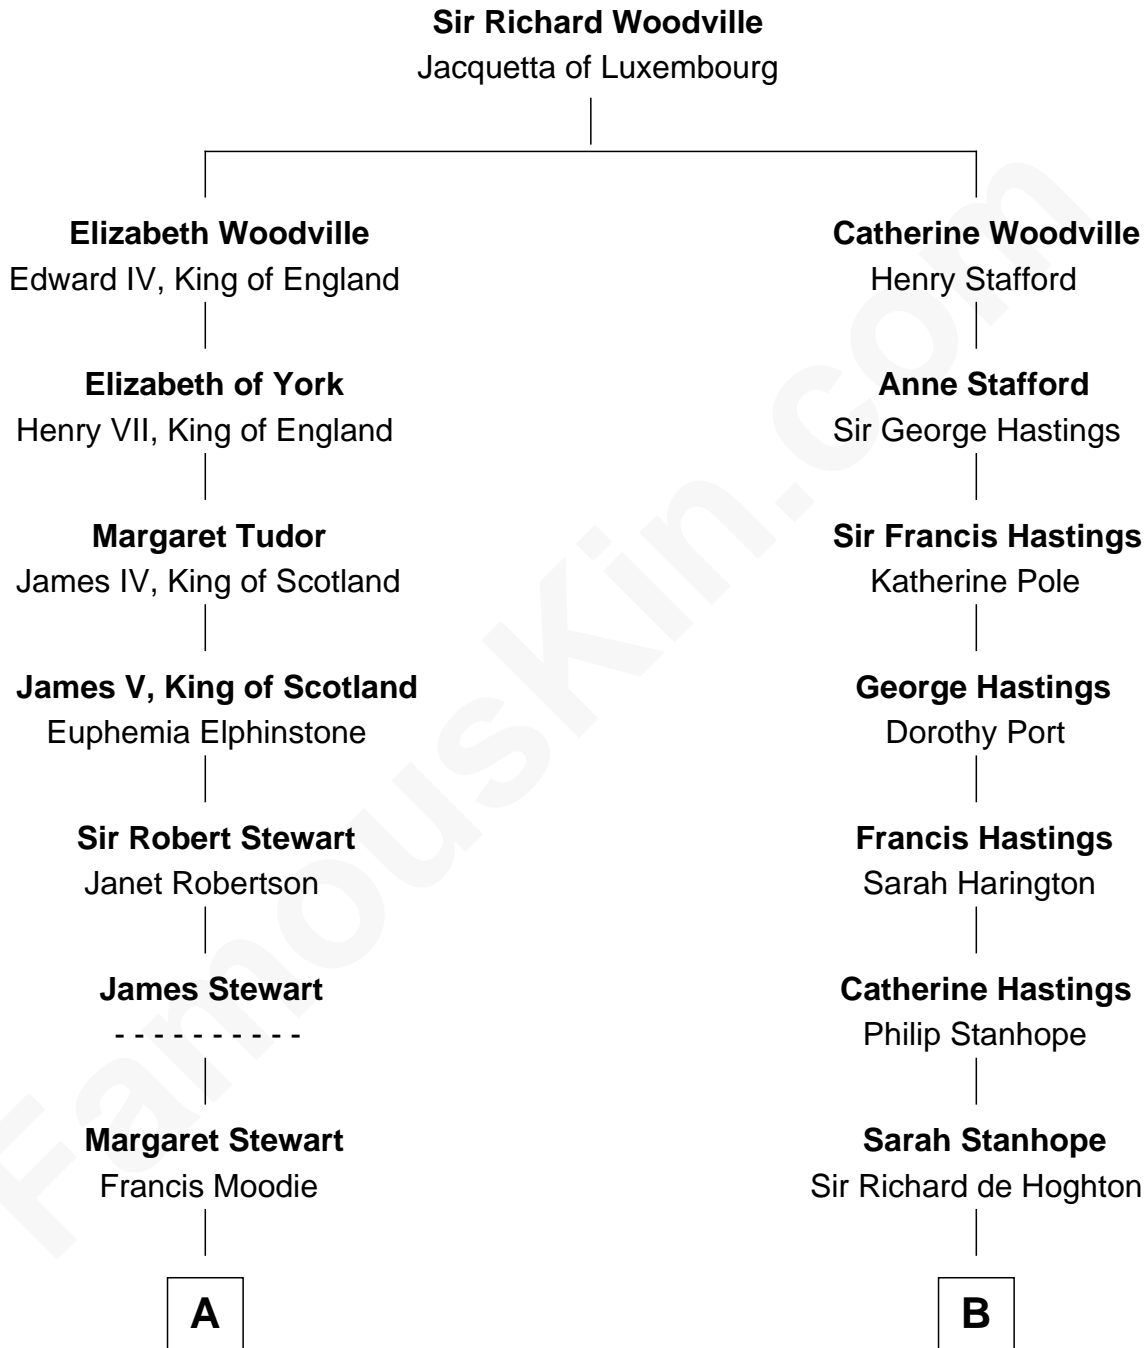 Sir Richard Woodville
Jacquetta of Luxembourg
Elizabeth Woodville
Edward IV, King of England
Catherine Woodville
Henry Stafford
Elizabeth of York
Henry VII, King of England
Anne Stafford
Sir George Hastings
Margaret Tudor
James IV, King of Scotland
Sir Francis Hastings
Katherine Pole
James V, King of Scotland
Euphemia Elphinstone
George Hastings
Dorothy Port
Sir Robert Stewart
Janet Robertson
Francis Hastings
Sarah Harington
James Stewart
- - - - - - - - - -
Catherine Hastings
Philip Stanhope
Margaret Stewart
Francis Moodie
Sarah Stanhope
Sir Richard de Hoghton
A
B
FamousKin.com